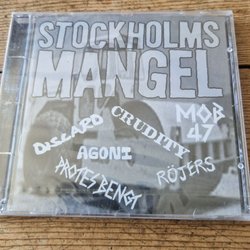 STOCKHOLMS
MANGEL
DISCARD
CRUDITY
MOB
47
AGONI
RÖJERS
PROTES BENGT